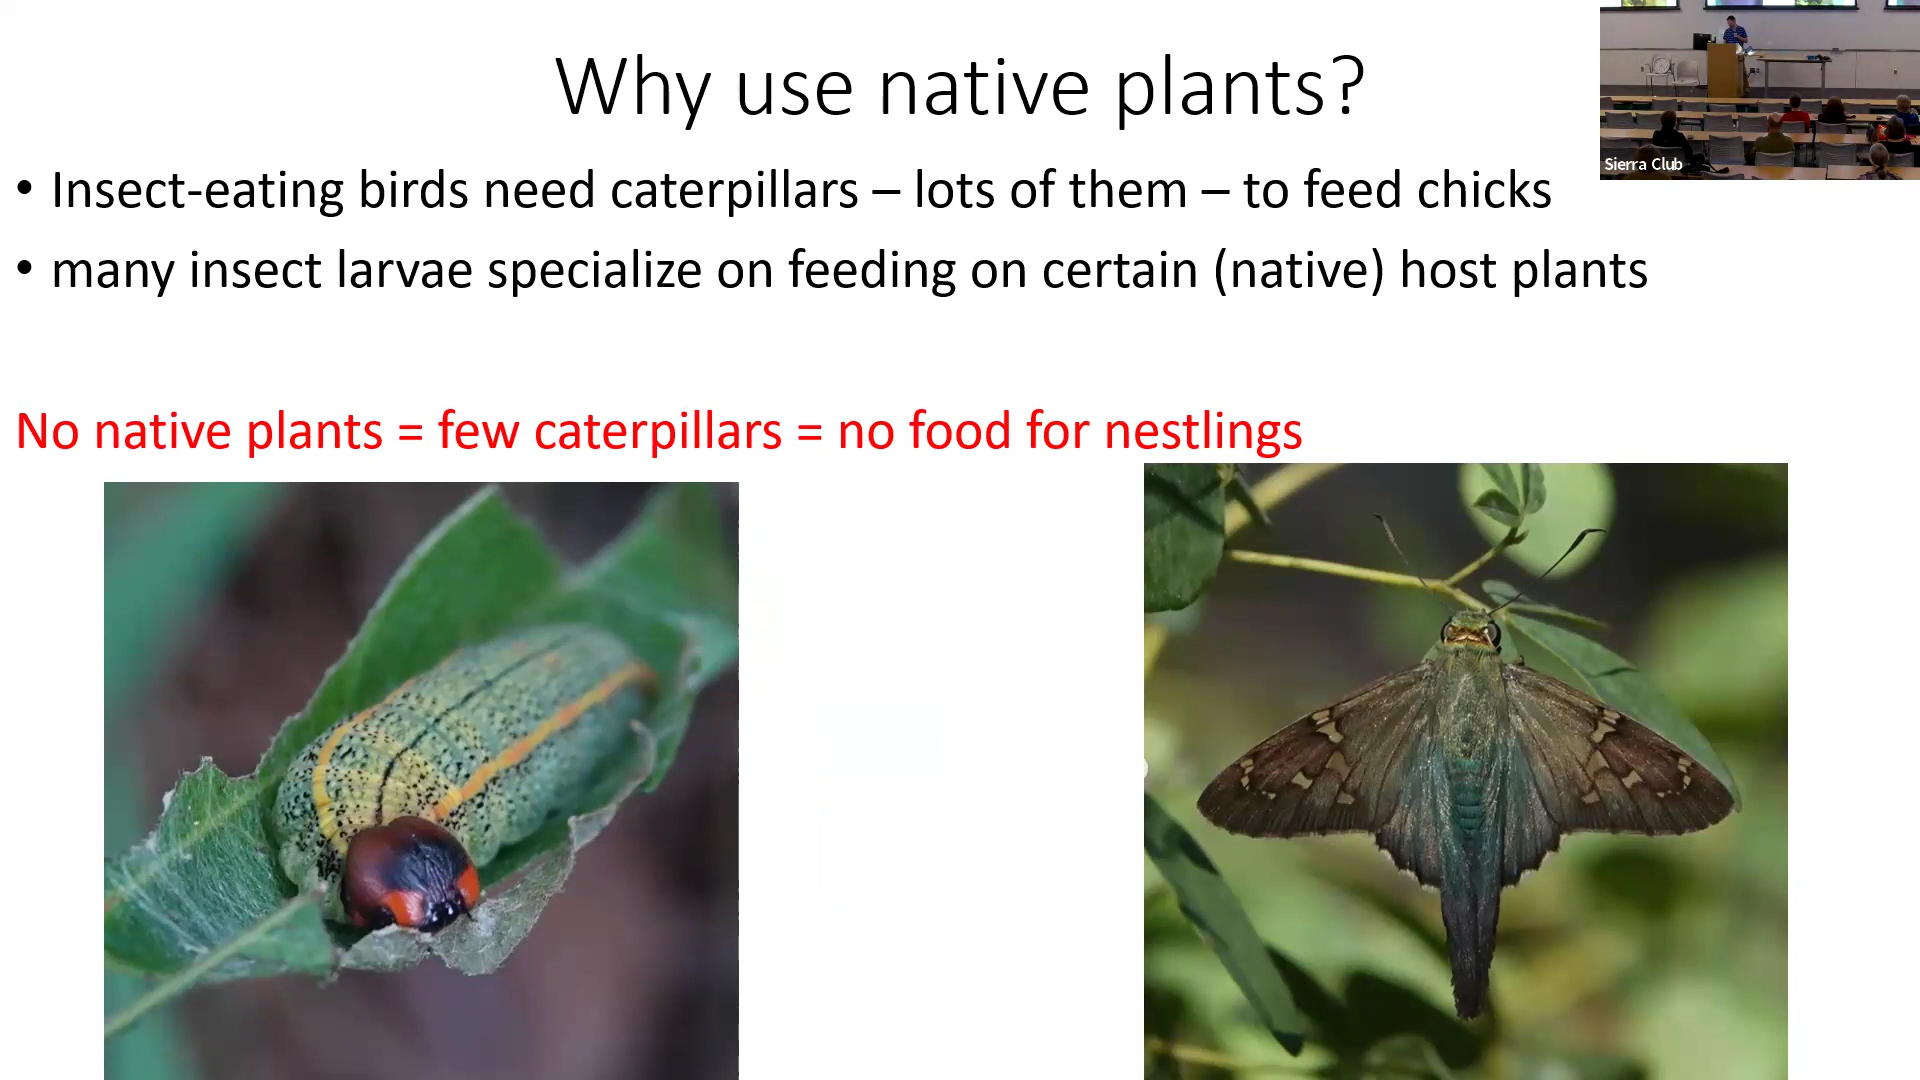 Why use native plants?
Sierra Club
• Insect-eating birds need caterpillars – lots of them – to feed chicks
• many insect larvae specialize on feeding on certain (native) host plants
No native plants = few caterpillars = no food for nestlings